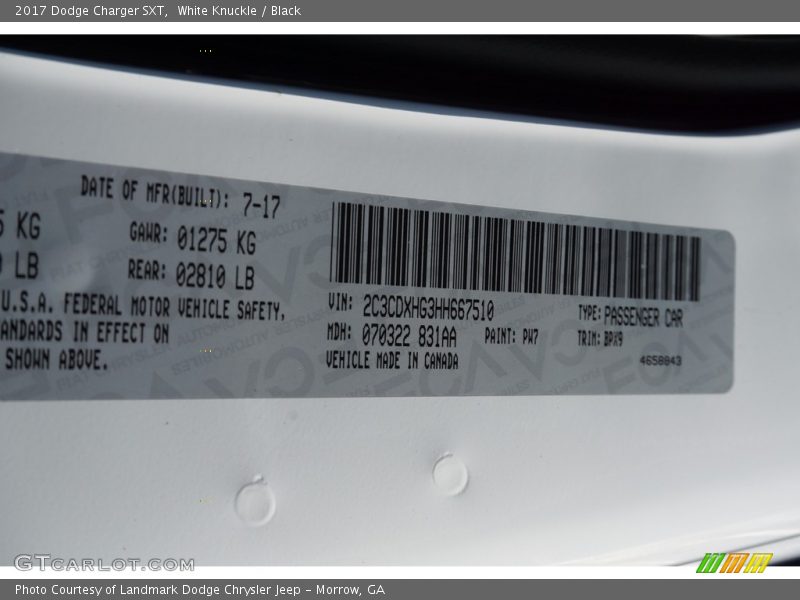 2017 Dodge Charger SXT, White Knuckle / Black
DATE OF MFR(BUILT): 7-17
KG GAWR: 01275 KG
LB REAR: 02810 LB
U.S.A. FEDERAL MOTOR VEHICLE SAFETY,
ANDARDS IN EFFECT ON
SHOWN ABOVE.
VIN: 2C3CDXHG3HH667510 TYPE: PASSENGER CAR
MDH: 070322 831AA PAINT: PW7 TRIM: BPX9
VEHICLE MADE IN CANADA 4658843
GTCARLOT.COM
Photo Courtesy of Landmark Dodge Chrysler Jeep - Morrow, GA